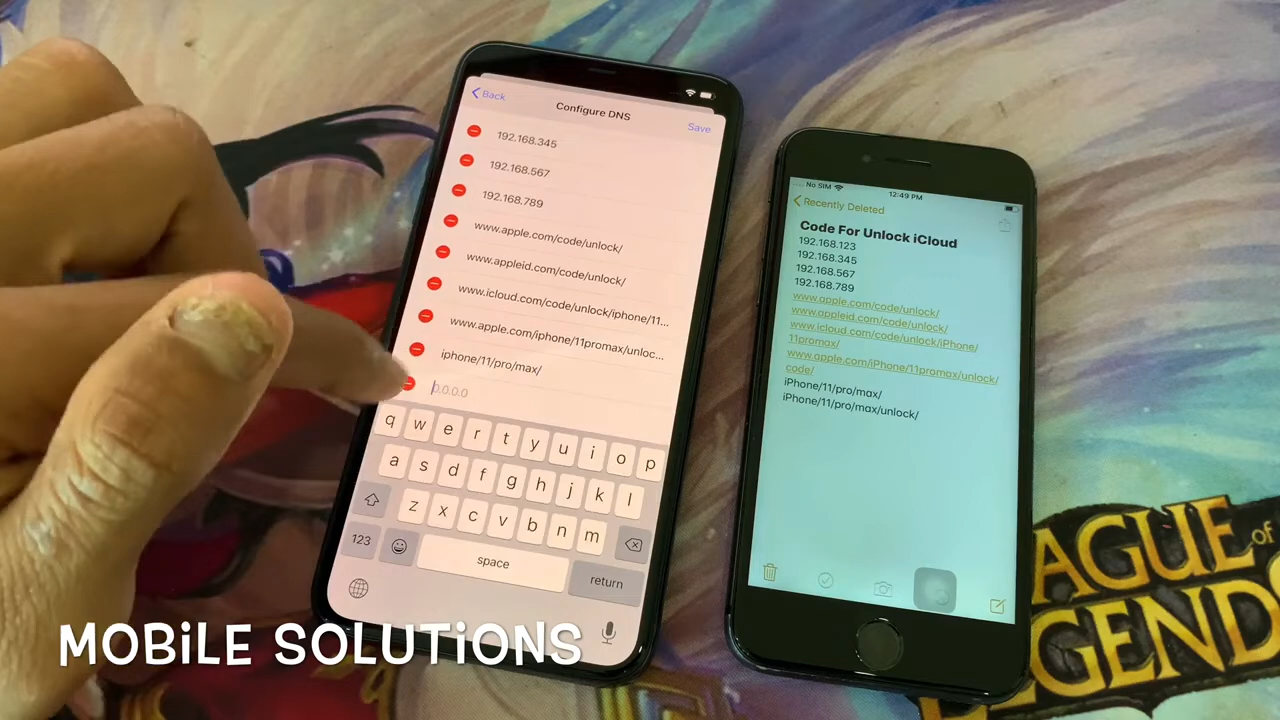 Back
Configure DNS
Save
192.168.345
192.168.567
192.168.789
www.apple.com/code/unlock/
www.appleid.com/code/unlock/
www.icloud.com/code/unlock/iphone/11...
www.apple.com/iphone/11promax/unloc...
iphone/11/pro/max/
0.0.0.0
q w e r t y u i o p
a s d f g h j k l
z x c v b n m
123
space
return
No SIM
12:49 PM
Recently Deleted
Code For Unlock iCloud
192.168.123
192.168.345
192.168.567
192.168.789
www.apple.com/code/unlock/
www.appleid.com/code/unlock/
www.icloud.com/code/unlock/iPhone/
11promax/
www.apple.com/iPhone/11promax/unlock/
code/
iPhone/11/pro/max/
iPhone/11/pro/max/unlock/
LEAGUE of
LEGENDS
MOBiLE SOLUTiONS